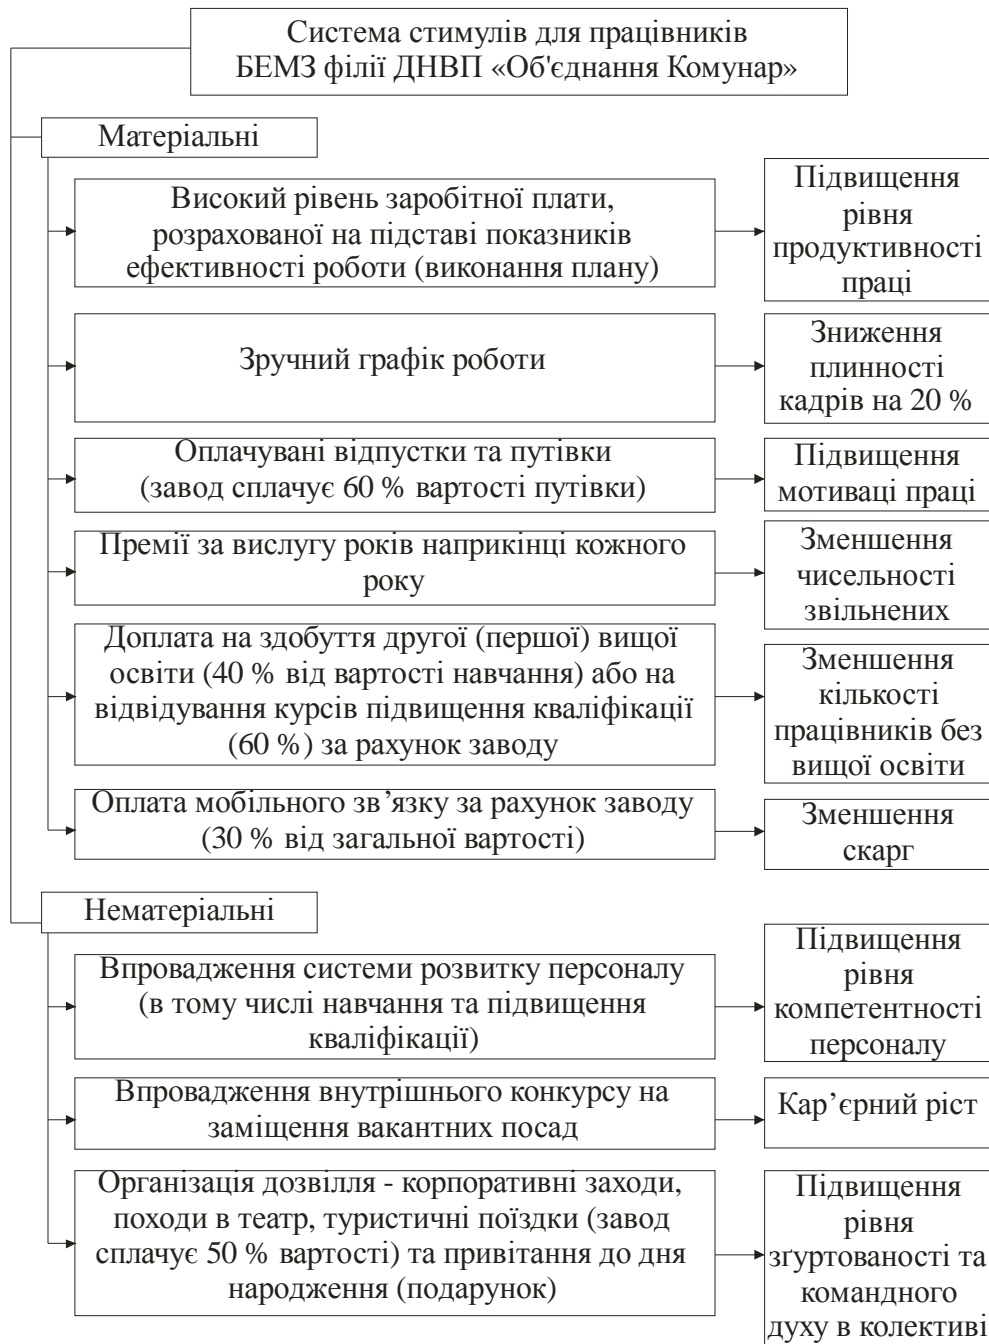 Система стимулів для працівників
БЕМЗ філії ДНВП «Об'єднання Комунар»
Матеріальні
Високий рівень заробітної плати,
розрахованої на підставі показників
ефективності роботи (виконання плану)
Підвищення
рівня
продуктивності
праці
Зручний графік роботи
Зниження
плинності
кадрів на 20 %
Оплачувані відпустки та путівки
(завод сплачує 60 % вартості путівки)
Підвищення
мотиваці праці
Премії за вислугу років наприкінці кожного
року
Зменшення
чисельності
звільнених
Доплата на здобуття другої (першої) вищої
освіти (40 % від вартості навчання) або на
відвідування курсів підвищення кваліфікації
(60 %) за рахунок заводу
Зменшення
кількості
працівників без
вищої освіти
Оплата мобільного зв’язку за рахунок заводу
(30 % від загальної вартості)
Зменшення
скарг
Нематеріальні
Впровадження системи розвитку персоналу
(в тому числі навчання та підвищення
кваліфікації)
Підвищення
рівня
компетентності
персоналу
Впровадження внутрішнього конкурсу на
заміщення вакантних посад
Кар’єрний ріст
Організація дозвілля - корпоративні заходи,
походи в театр, туристичні поїздки (завод
сплачує 50 % вартості) та привітання до дня
народження (подарунок)
Підвищення
рівня
зґуртованості та
командного
духу в колективі